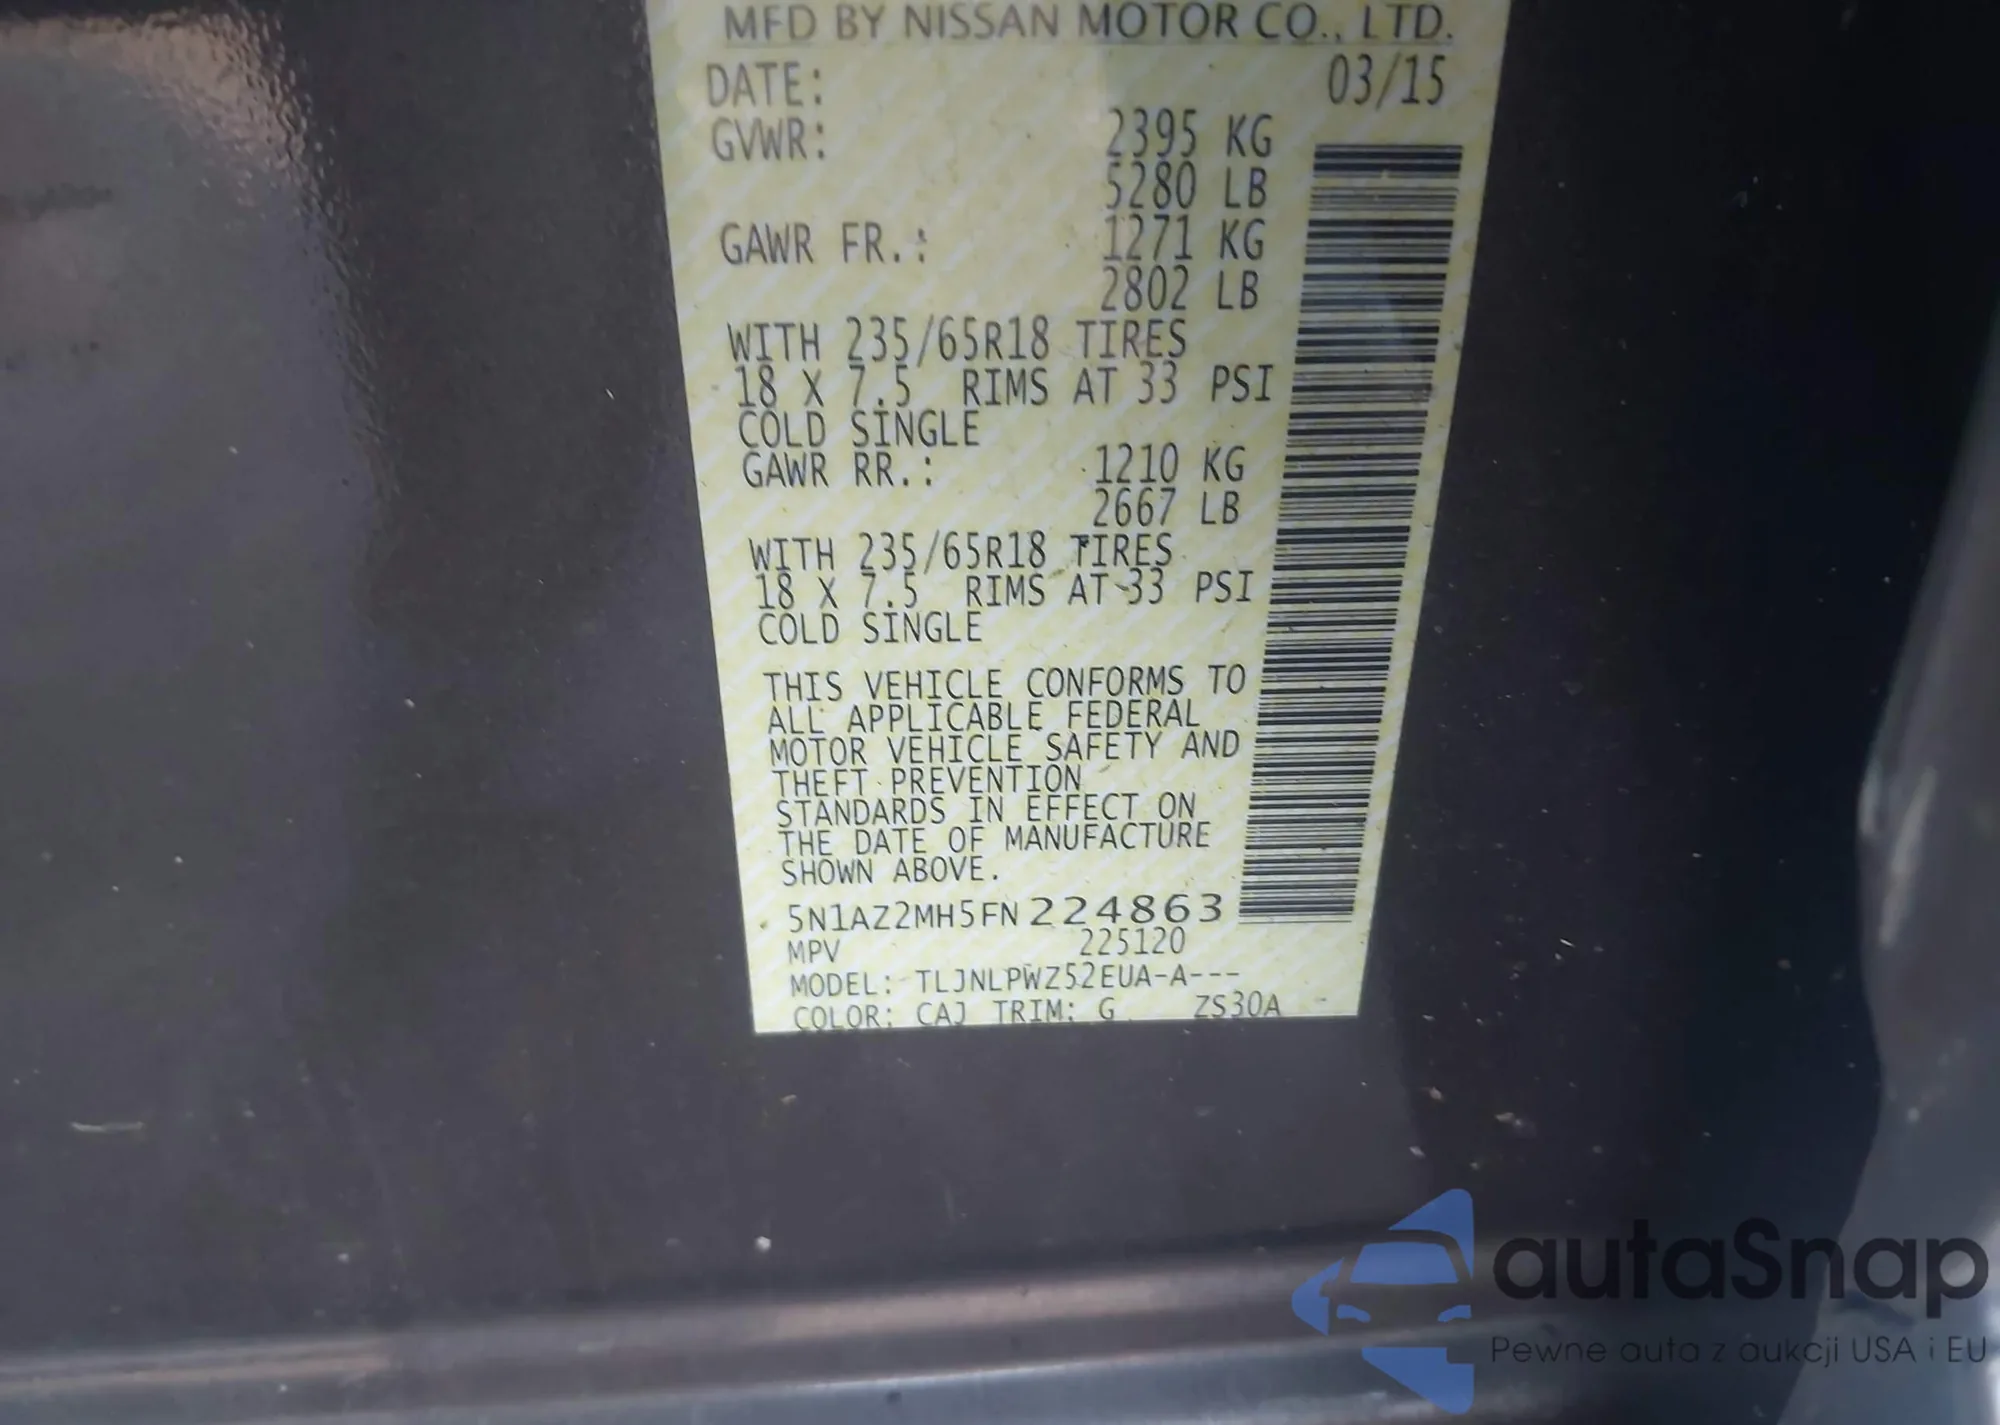 MFD BY NISSAN MOTOR CO., LTD.
DATE: 03/15
GVWR: 2395 KG
5280 LB
GAWR FR.: 1271 KG
2802 LB
WITH 235/65R18 TIRES
18 X 7.5 RIMS AT 33 PSI
COLD SINGLE
GAWR RR.: 1210 KG
2667 LB
WITH 235/65R18 TIRES
18 X 7.5 RIMS AT 33 PSI
COLD SINGLE
THIS VEHICLE CONFORMS TO
ALL APPLICABLE FEDERAL
MOTOR VEHICLE SAFETY AND
THEFT PREVENTION
STANDARDS IN EFFECT ON
THE DATE OF MANUFACTURE
SHOWN ABOVE.
5N1AZ2MH5FN224863
MPV 225120
MODEL: TLJNLPWZ52EUA-A---
COLOR: CAJ TRIM: G ZS30A -
autaSnap
Pewne auta z aukcji USA i EU